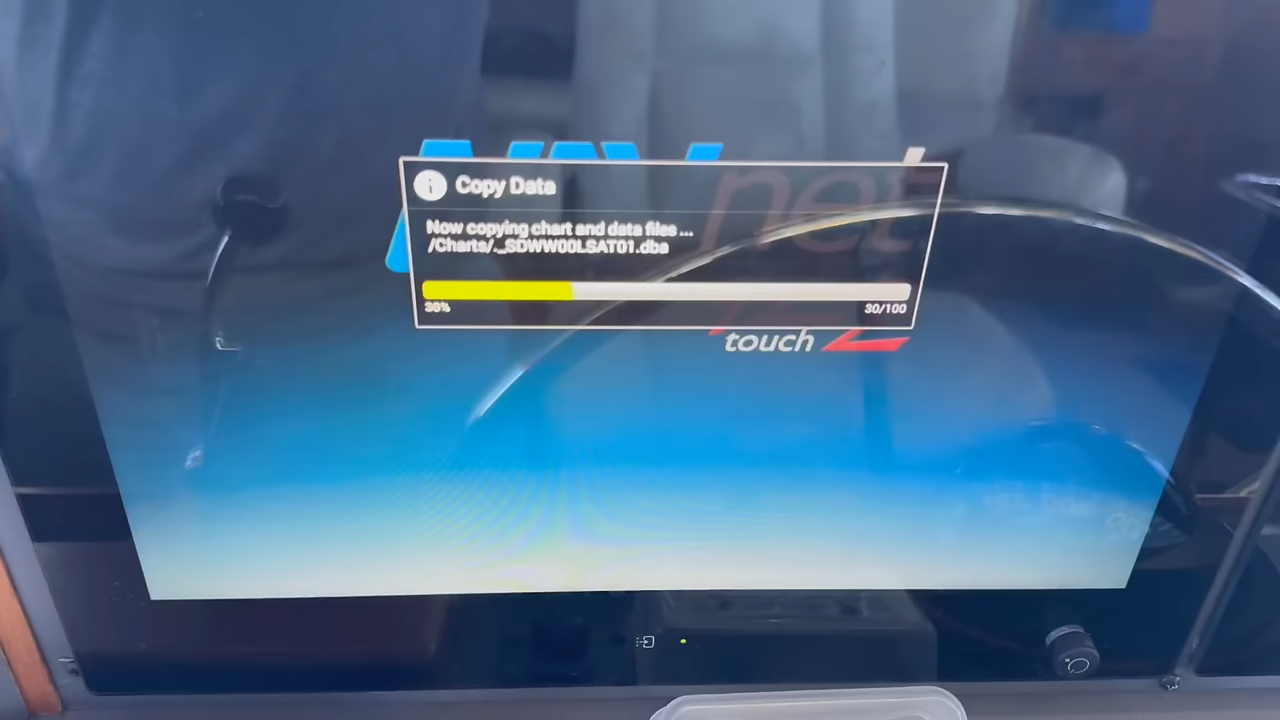 Copy Data
Now copying chart and data files ...
/Charts/._SDWW00LSAT01.dba
30%
30/100
net
touch